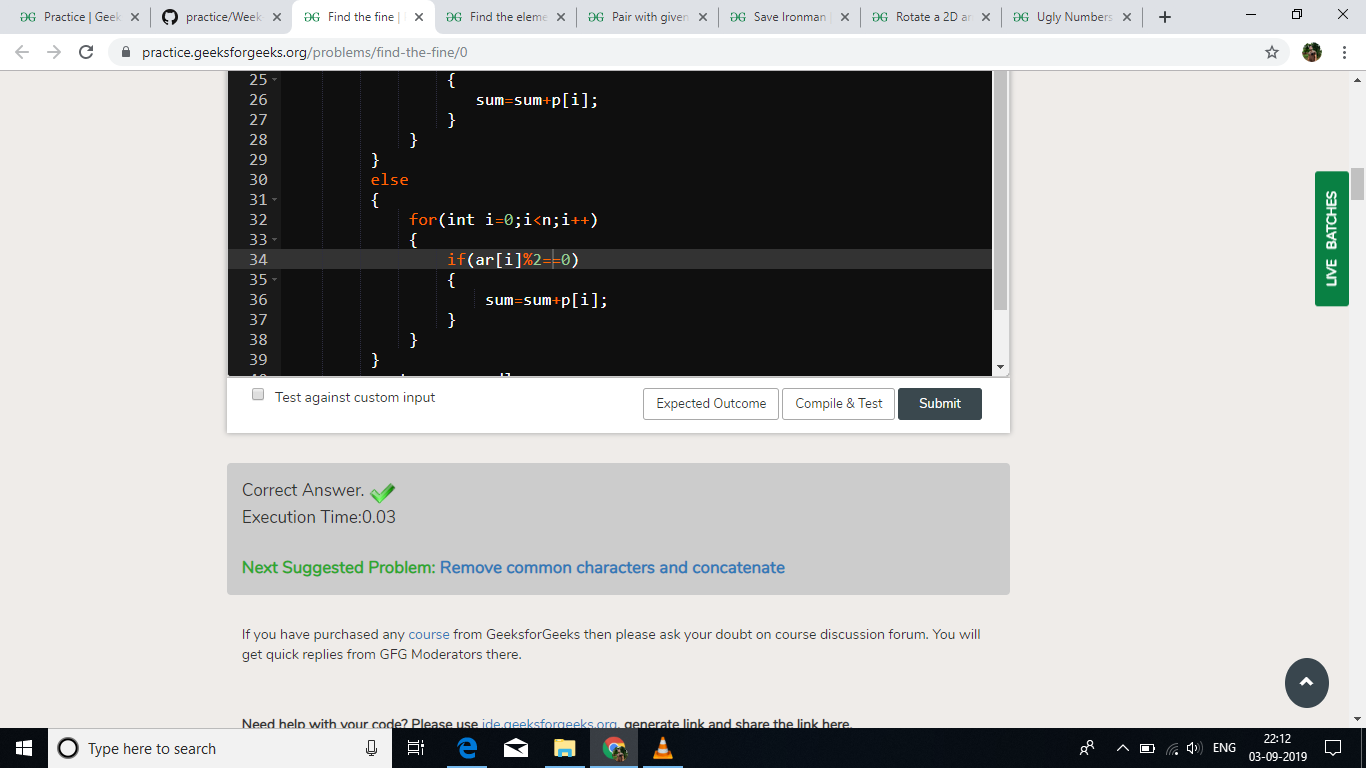 Practice | Geek
practice/Week
Find the fine |
Find the eleme
Pair with given
Save Ironman |
Rotate a 2D ar
Ugly Numbers
practice.geeksforgeeks.org/problems/find-the-fine/0
25 {
26 sum=sum+p[i];
27 }
28 }
29 }
30 else
31 {
32 for(int i=0;i<n;i++)
33 {
34 if(ar[i]%2==0)
35 {
36 sum=sum+p[i];
37 }
38 }
39 }
LIVE BATCHES
Test against custom input
Expected Outcome
Compile & Test
Submit
Correct Answer.
Execution Time:0.03
Next Suggested Problem: Remove common characters and concatenate
If you have purchased any course from GeeksforGeeks then please ask your doubt on course discussion forum. You will
get quick replies from GFG Moderators there.
Need help with your code? Please use ide.geeksforgeeks.org, generate link and share the link here.
Type here to search
ENG
22:12
03-09-2019